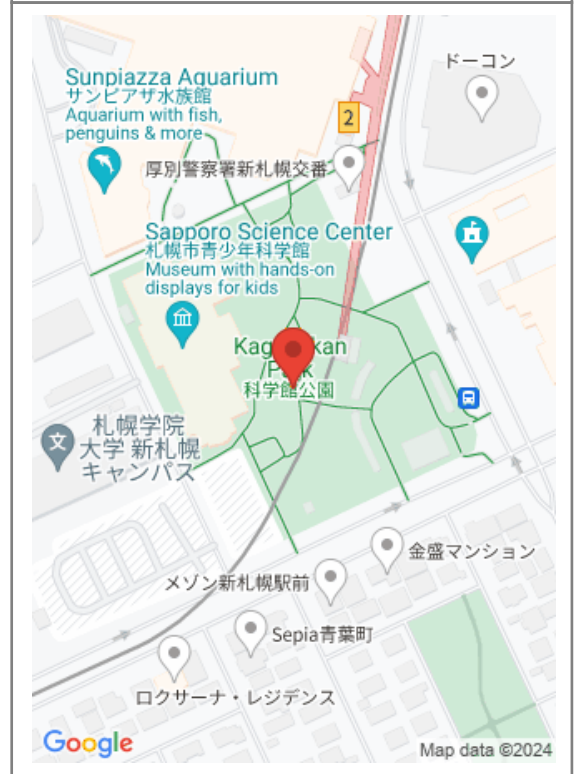 ドーコン
Sunpiazza Aquarium
サンピアザ水族館
Aquarium with fish,
penguins & more
2
厚別警察署新札幌交番
Sapporo Science Center
札幌市青少年科学館
Museum with hands-on
displays for kids
科学館公園
札幌学院
大学 新札幌
キャンパス
金盛マンション
メゾン新札幌駅前
Sepia青葉町
ロクサーナ・レジデンス
Google
Map data ©2024